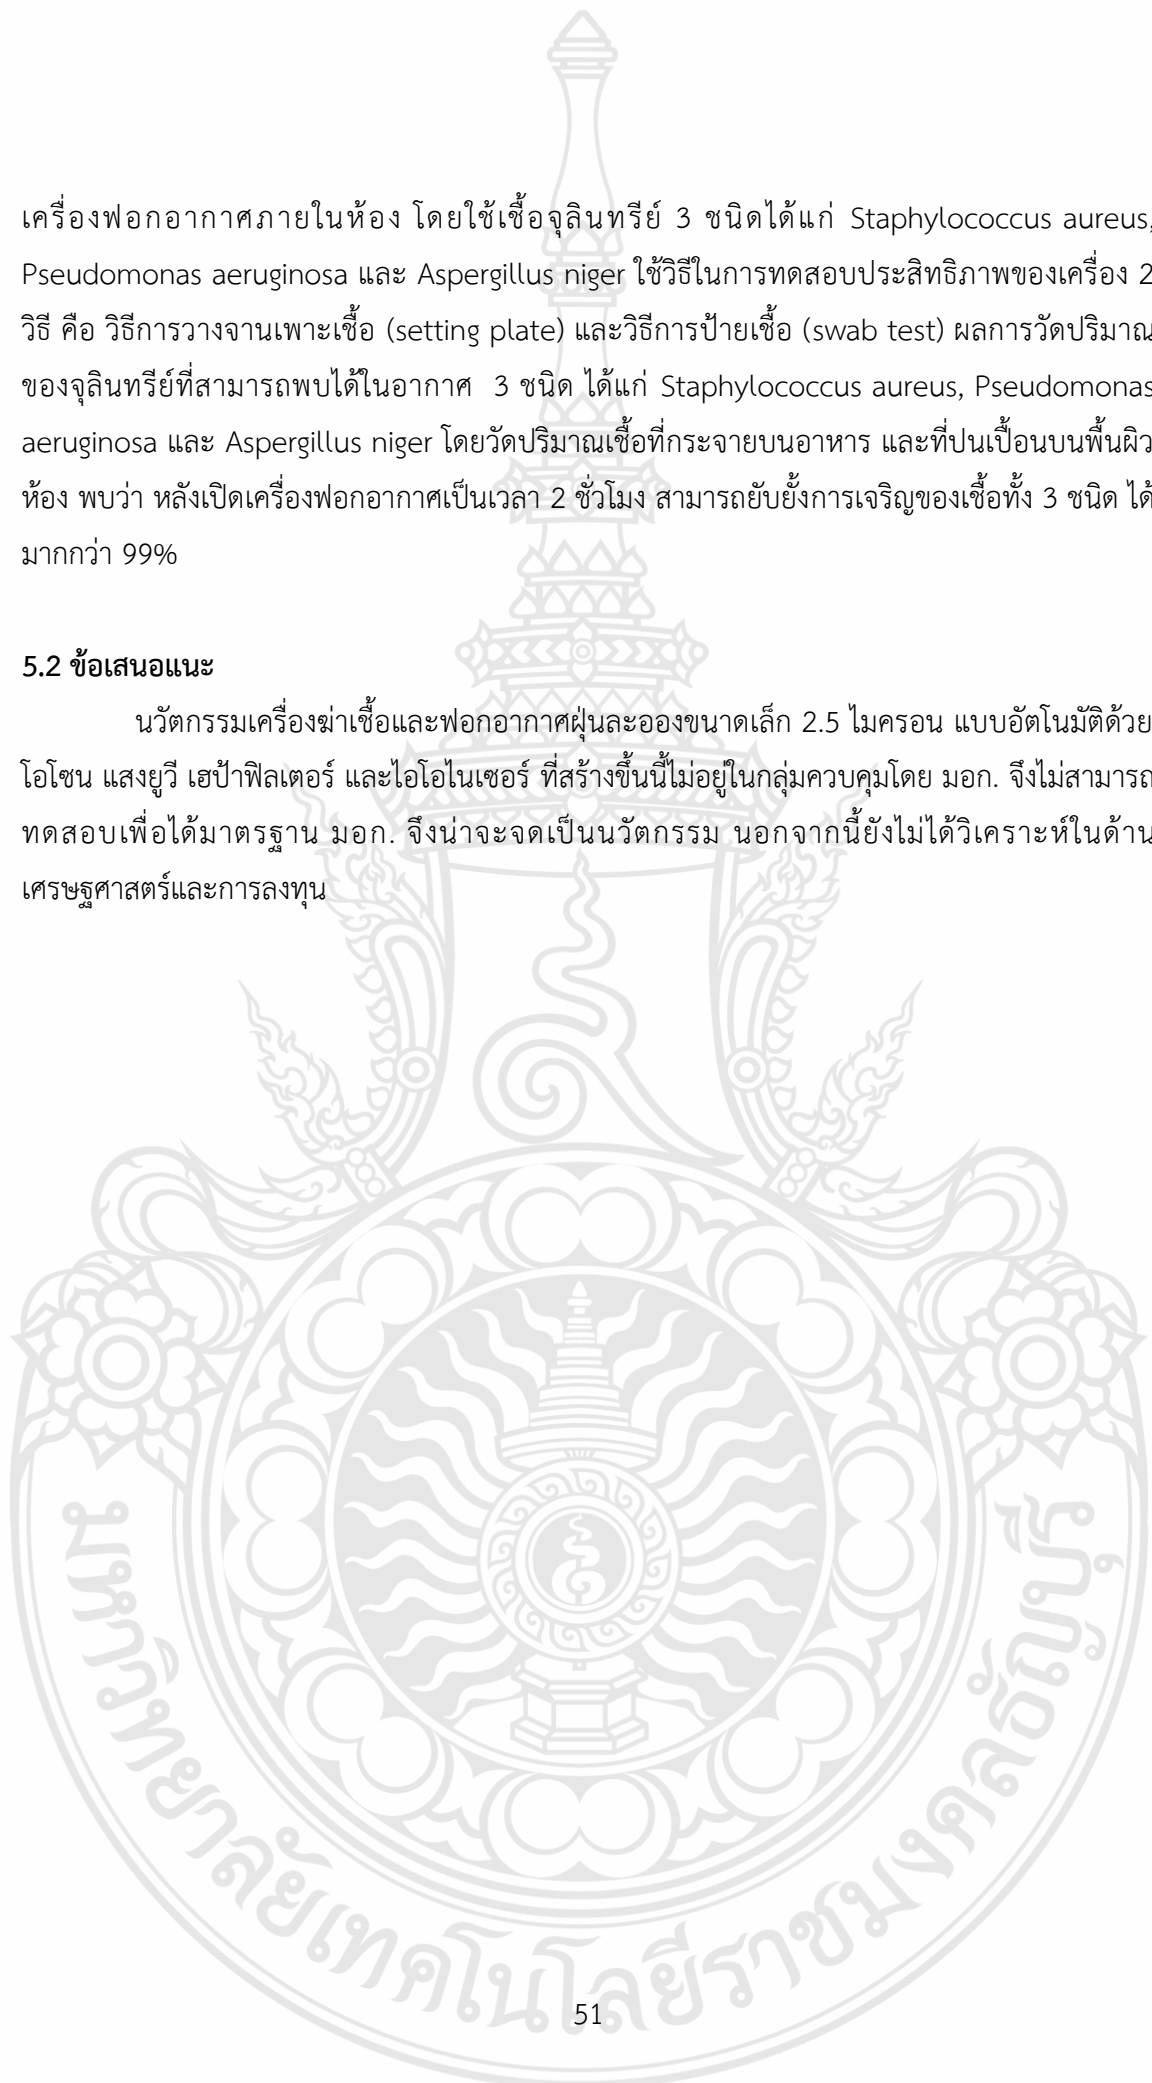 เครื่องฟอกอากาศภายในห้อง โดยใช้เชื้อจุลินทรีย์ 3 ชนิดได้แก่ Staphylococcus aureus,
Pseudomonas aeruginosa และ Aspergillus niger ใช้วิธีในการทดสอบประสิทธิภาพของเครื่อง 2
วิธี คือ วิธีการวางจานเพาะเชื้อ (setting plate) และวิธีการป้ายเชื้อ (swab test) ผลการวัดปริมาณ
ของจุลินทรีย์ที่สามารถพบได้ในอากาศ 3 ชนิด ได้แก่ Staphylococcus aureus, Pseudomonas
aeruginosa และ Aspergillus niger โดยวัดปริมาณเชื้อที่กระจายบนอาหาร และที่ปนเปื้อนบนพื้นผิว
ห้อง พบว่า หลังเปิดเครื่องฟอกอากาศเป็นเวลา 2 ชั่วโมง สามารถยับยั้งการเจริญของเชื้อทั้ง 3 ชนิด ได้
มากกว่า 99%
5.2 ข้อเสนอแนะ
นวัตกรรมเครื่องฆ่าเชื้อและฟอกอากาศฝุ่นละอองขนาดเล็ก 2.5 ไมครอน แบบอัตโนมัติด้วย
โอโซน แสงยูวี เฮป้าฟิลเตอร์ และไอโอไนเซอร์ ที่สร้างขึ้นนี้ไม่อยู่ในกลุ่มควบคุมโดย มอก. จึงไม่สามารถ
ทดสอบเพื่อได้มาตรฐาน มอก. จึงน่าจะจดเป็นนวัตกรรม นอกจากนี้ยังไม่ได้วิเคราะห์ในด้าน
เศรษฐศาสตร์และการลงทุน
มหาวิทยาลัยเทคโนโลยีราชมงคลธัญบุรี
51